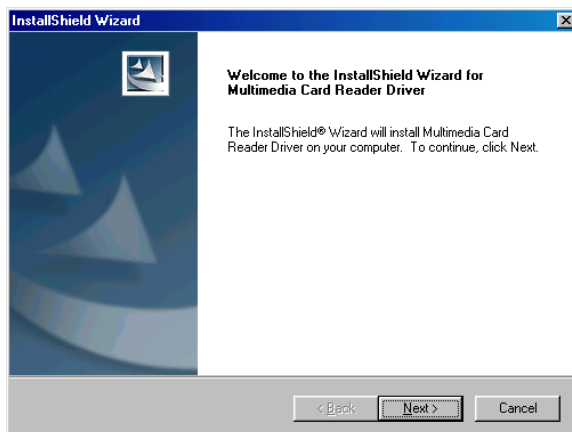 InstallShield Wizard
Welcome to the InstallShield Wizard for
Multimedia Card Reader Driver
The InstallShield® Wizard will install Multimedia Card
Reader Driver on your computer. To continue, click Next.
< Back
Next >
Cancel